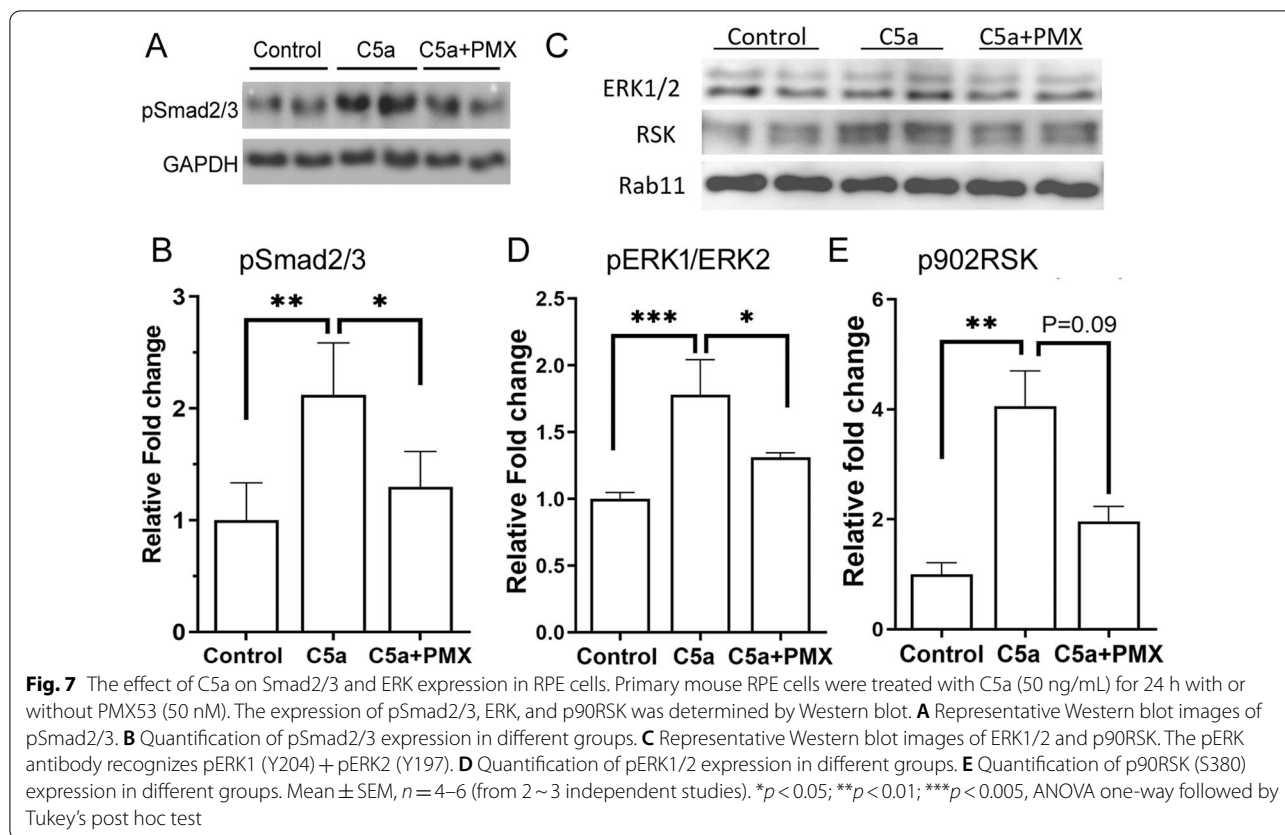 A
Control C5a C5a+PMX
pSmad2/3
GAPDH
C
Control C5a C5a+PMX
ERK1/2
RSK
Rab11
B
pSmad2/3
** *
Relative Fold change
3
2
1
0
Control C5a C5a+PMX
D
pERK1/ERK2
*** *
Relative Fold change
2.5
2.0
1.5
1.0
0.5
0.0
Control C5a C5a+PMX
E
p902RSK
** P=0.09
Relative fold change
6
4
2
0
Control C5a C5a+PMX
Fig. 7 The effect of C5a on Smad2/3 and ERK expression in RPE cells. Primary mouse RPE cells were treated with C5a (50 ng/mL) for 24 h with or
without PMX53 (50 nM). The expression of pSmad2/3, ERK, and p90RSK was determined by Western blot. A Representative Western blot images of
pSmad2/3. B Quantification of pSmad2/3 expression in different groups. C Representative Western blot images of ERK1/2 and p90RSK. The pERK
antibody recognizes pERK1 (Y204) + pERK2 (Y197). D Quantification of pERK1/2 expression in different groups. E Quantification of p90RSK (S380)
expression in different groups. Mean ± SEM, n = 4–6 (from 2 ~ 3 independent studies). *p < 0.05; **p < 0.01; ***p < 0.005, ANOVA one-way followed by
Tukey's post hoc test